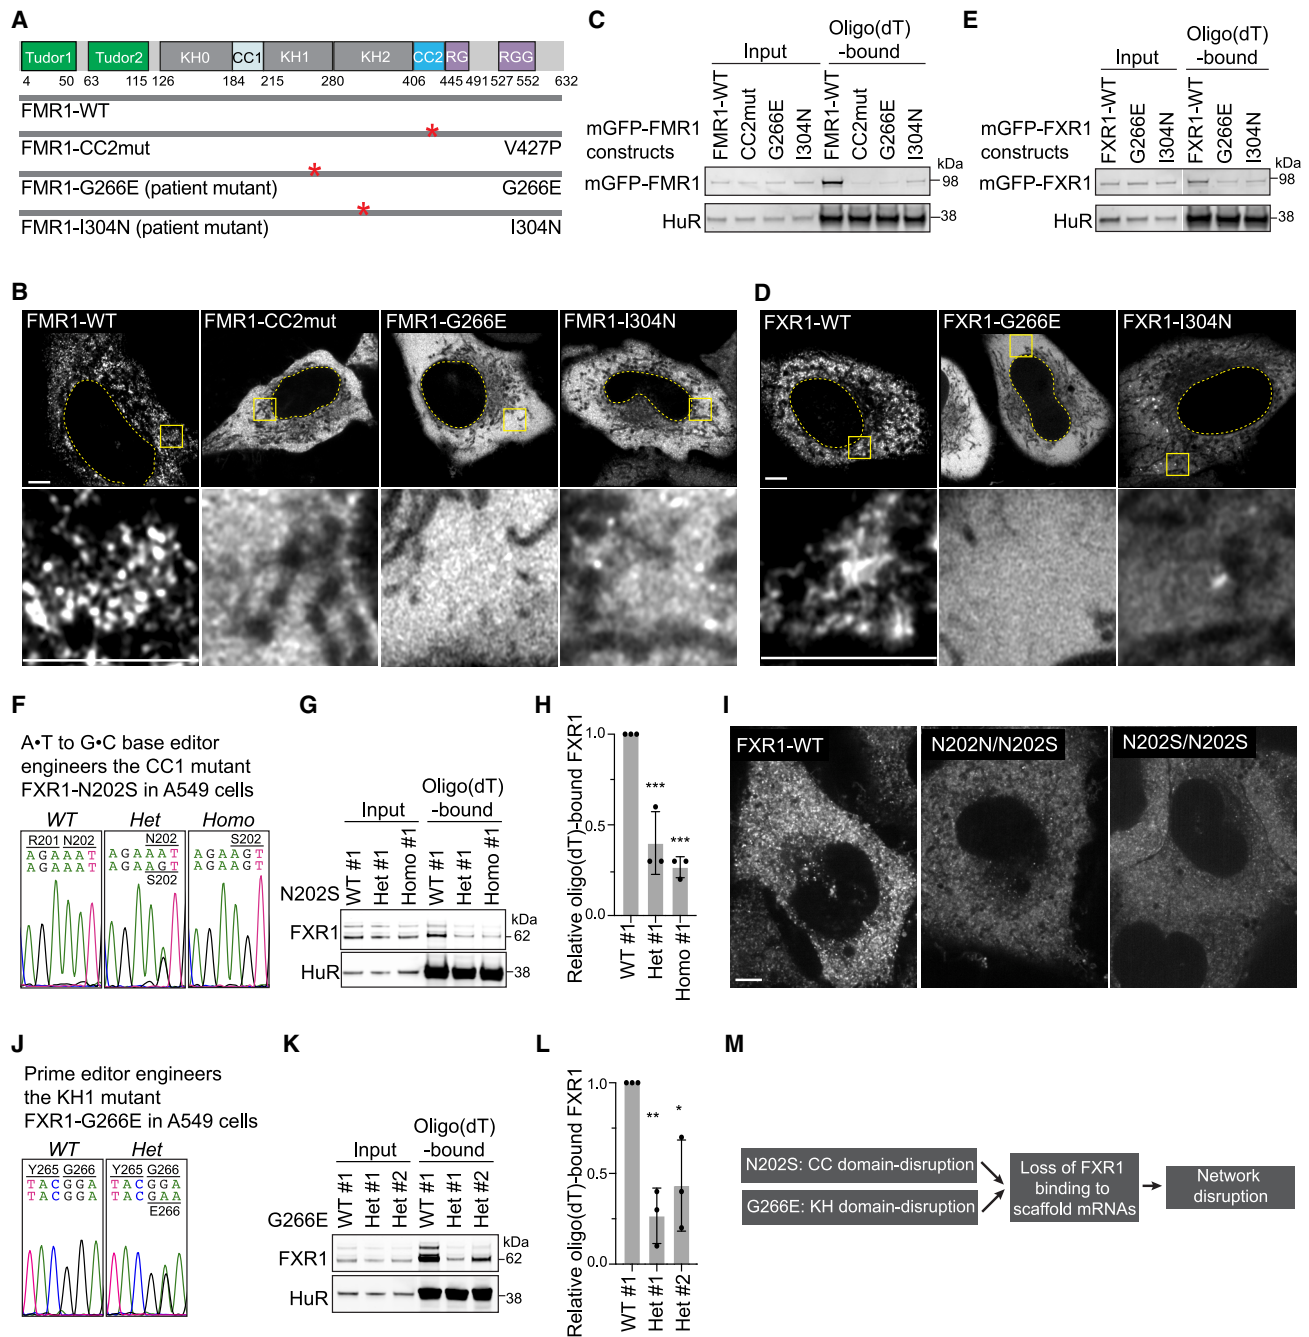 A
Tudor1 Tudor2 KH0 CC1 KH1 KH2 CC2 RG RGG
4 50 63 115 126 184 215 280 406 445 491 527 552 632
FMR1-WT
*
FMR1-CC2mut V427P
*
FMR1-G266E (patient mutant) G266E
*
FMR1-I304N (patient mutant) I304N
B
FMR1-WT FMR1-CC2mut FMR1-G266E FMR1-I304N
C
Input
Oligo(dT)
-bound
mGFP-FMR1
constructs
FMR1-WT
CC2mut
G266E
I304N
FMR1-WT
CC2mut
G266E
I304N
kDa
mGFP-FMR1 98
HuR 38
D
FXR1-WT FXR1-G266E FXR1-I304N
E
Input
Oligo(dT)
-bound
mGFP-FXR1
constructs
FXR1-WT
G266E
I304N
FXR1-WT
G266E
I304N
kDa
mGFP-FXR1 98
HuR 38
F
A•T to G•C base editor
engineers the CC1 mutant
FXR1-N202S in A549 cells
WT Het Homo
R201 N202 N202 S202
A G A A A T A G A A A T A G A A G T
A G A A A T A G A A G T A G A A G T
S202
G
Input
Oligo(dT)
-bound
N202S
WT #1
Het #1
Homo #1
WT #1
Het #1
Homo #1
kDa
FXR1 62
HuR 38
H
Relative oligo(dT)-bound FXR1
1.0
0.5
0.0
***
***
WT #1
Het #1
Homo #1
I
FXR1-WT N202N/N202S N202S/N202S
J
Prime editor engineers
the KH1 mutant
FXR1-G266E in A549 cells
WT Het
Y265 G266 Y265 G266
T A C G G A T A C G G A
T A C G G A T A C G A A
E266
K
Input
Oligo(dT)
-bound
G266E
WT #1
Het #1
Het #2
WT #1
Het #1
Het #2
kDa
FXR1 62
HuR 38
L
Relative oligo(dT)-bound FXR1
1.0
0.5
0.0
**
*
WT #1
Het #1
Het #2
M
N202S: CC domain-disruption
G266E: KH domain-disruption
Loss of FXR1
binding to
scaffold mRNAs
Network
disruption